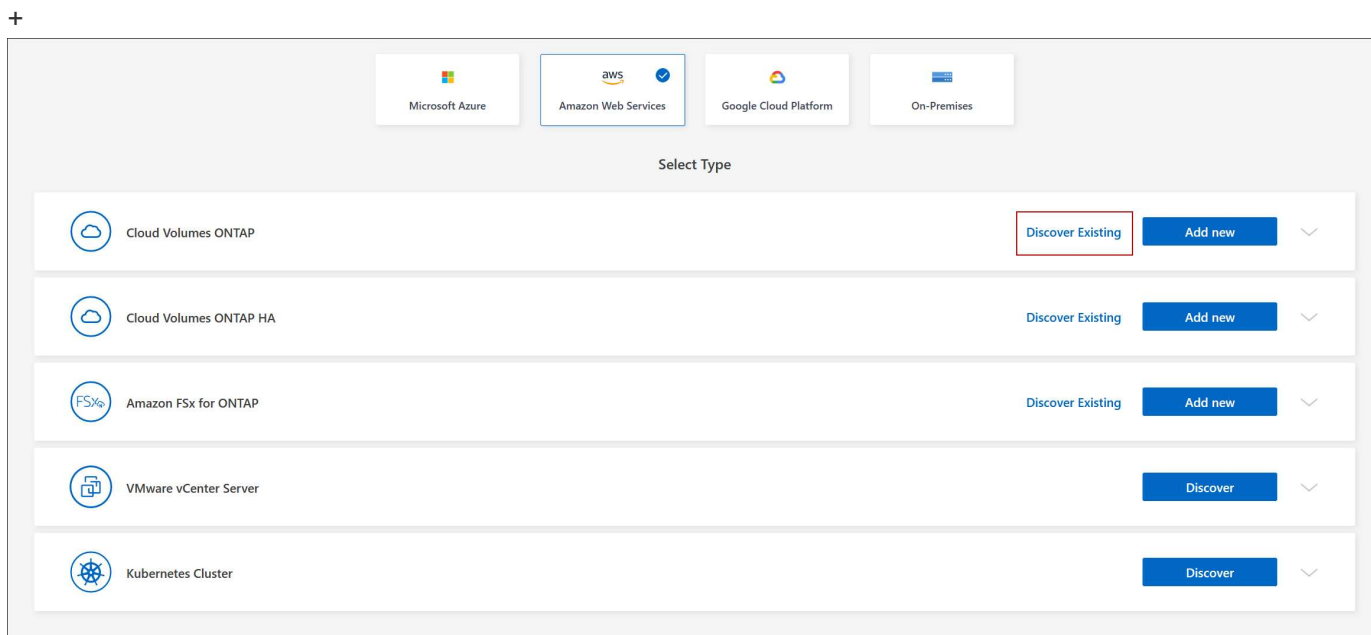 +
aws
Microsoft Azure
Amazon Web Services
Google Cloud Platform
On-Premises
Select Type
Cloud Volumes ONTAP
Discover Existing
Add new
Cloud Volumes ONTAP HA
Discover Existing
Add new
FSx
Amazon FSx for ONTAP
Discover Existing
Add new
VMware vCenter Server
Discover
Kubernetes Cluster
Discover